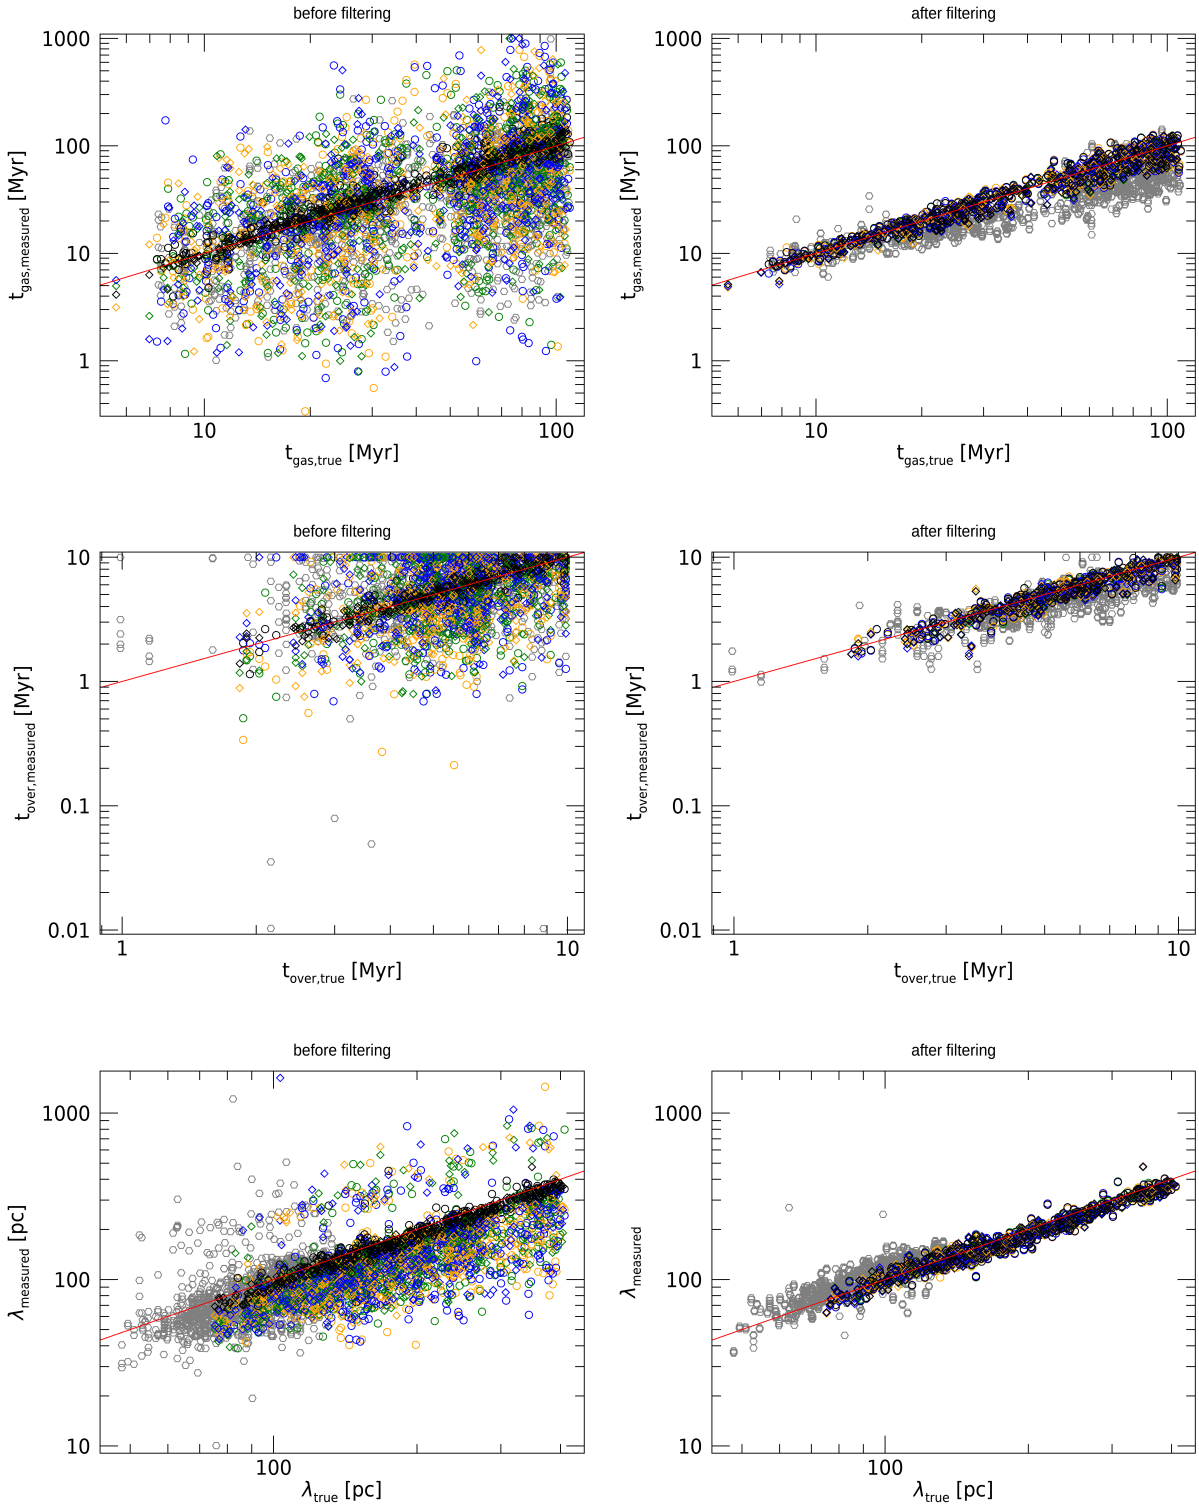 before filtering
after filtering
1000
100
10
1
t_gas,measured [Myr]
10
100
t_gas,true [Myr]
1000
100
10
1
t_gas,measured [Myr]
10
100
t_gas,true [Myr]
before filtering
after filtering
10
1
0.1
0.01
t_over,measured [Myr]
1
10
t_over,true [Myr]
10
1
0.1
0.01
t_over,measured [Myr]
1
10
t_over,true [Myr]
before filtering
after filtering
1000
100
10
λ_measured [pc]
100
λ_true [pc]
1000
100
10
λ_measured
100
λ_true [pc]